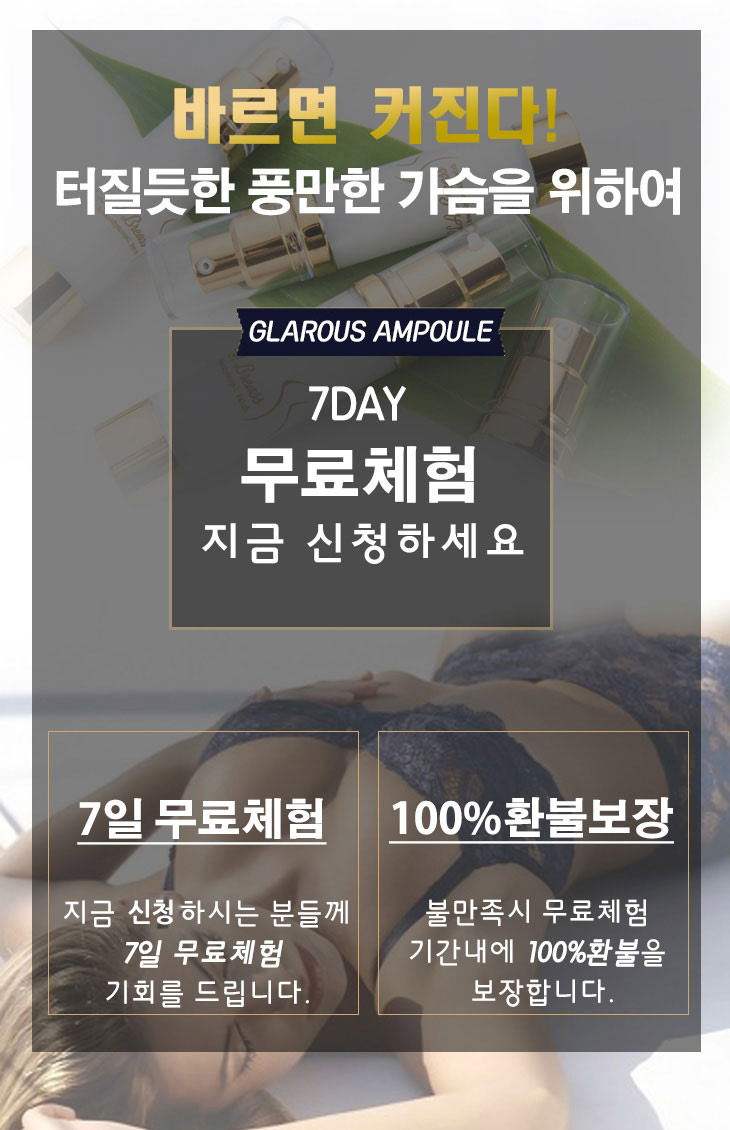 바르면 커진다!
터질듯한 풍만한 가슴을 위하여
GLAROUS AMPOULE
7DAY
무료체험
지금 신청하세요
7일 무료체험
지금 신청하시는 분들께
7일 무료체험
기회를 드립니다.
100%환불보장
불만족시 무료체험
기간내에 100%환불을
보장합니다.